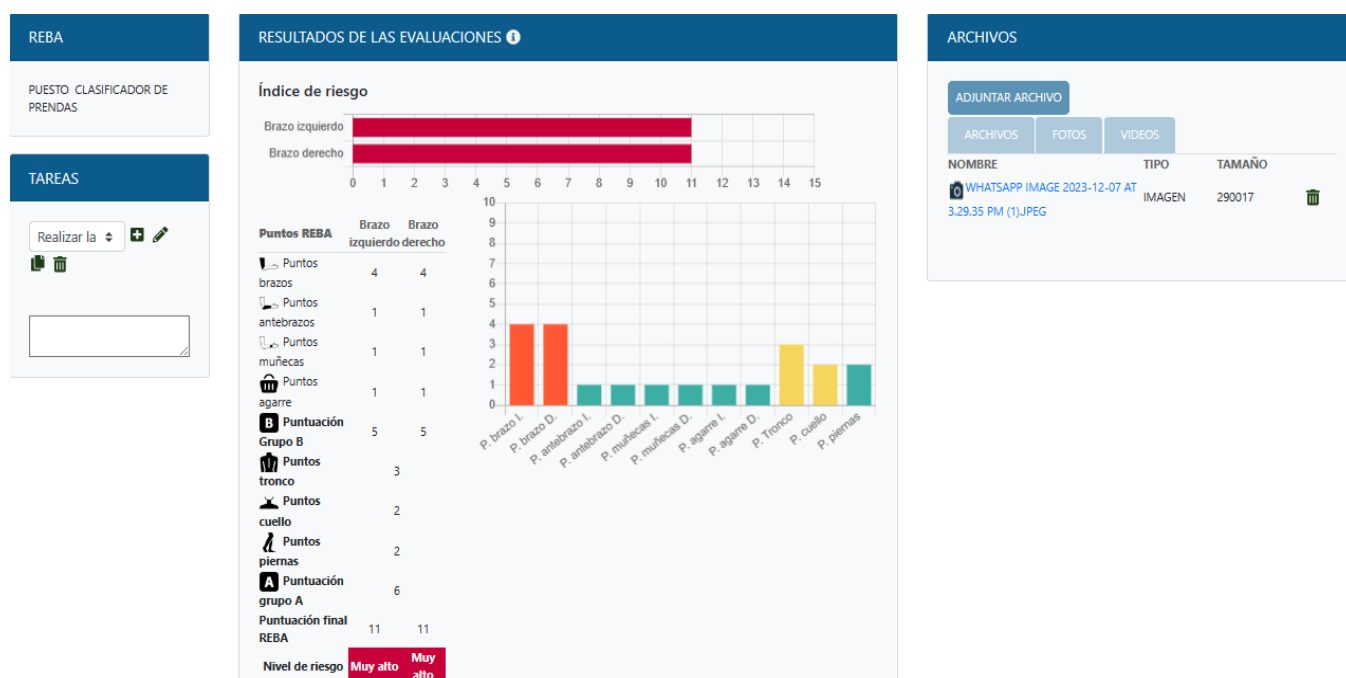 REBA
PUESTO CLASIFICADOR DE
PRENDAS
TAREAS
Realizar la
RESULTADOS DE LAS EVALUACIONES
Índice de riesgo
Brazo izquierdo
Brazo derecho
0 1 2 3 4 5 6 7 8 9 10 11 12 13 14 15
Puntos REBA Brazo izquierdo Brazo derecho
Puntos brazos 4 4
Puntos antebrazos 1 1
Puntos muñecas 1 1
Puntos agarre 1 1
B Puntuación Grupo B 5 5
Puntos tronco 3
Puntos cuello 2
Puntos piernas 2
A Puntuación grupo A 6
Puntuación final REBA 11 11
Nivel de riesgo Muy alto Muy alto
10
9
8
7
6
5
4
3
2
1
0
P. brazo I. P. brazo D. P. antebrazo I. P. antebrazo D. P. muñecas I. P. muñecas D. P. agarre I. P. agarre D. P. Tronco P. cuello P. piernas
ARCHIVOS
ADJUNTAR ARCHIVO
ARCHIVOS FOTOS VIDEOS
NOMBRE TIPO TAMAÑO
WHATSAPP IMAGE 2023-12-07 AT
3.29.35 PM (1).JPEG IMAGEN 290017